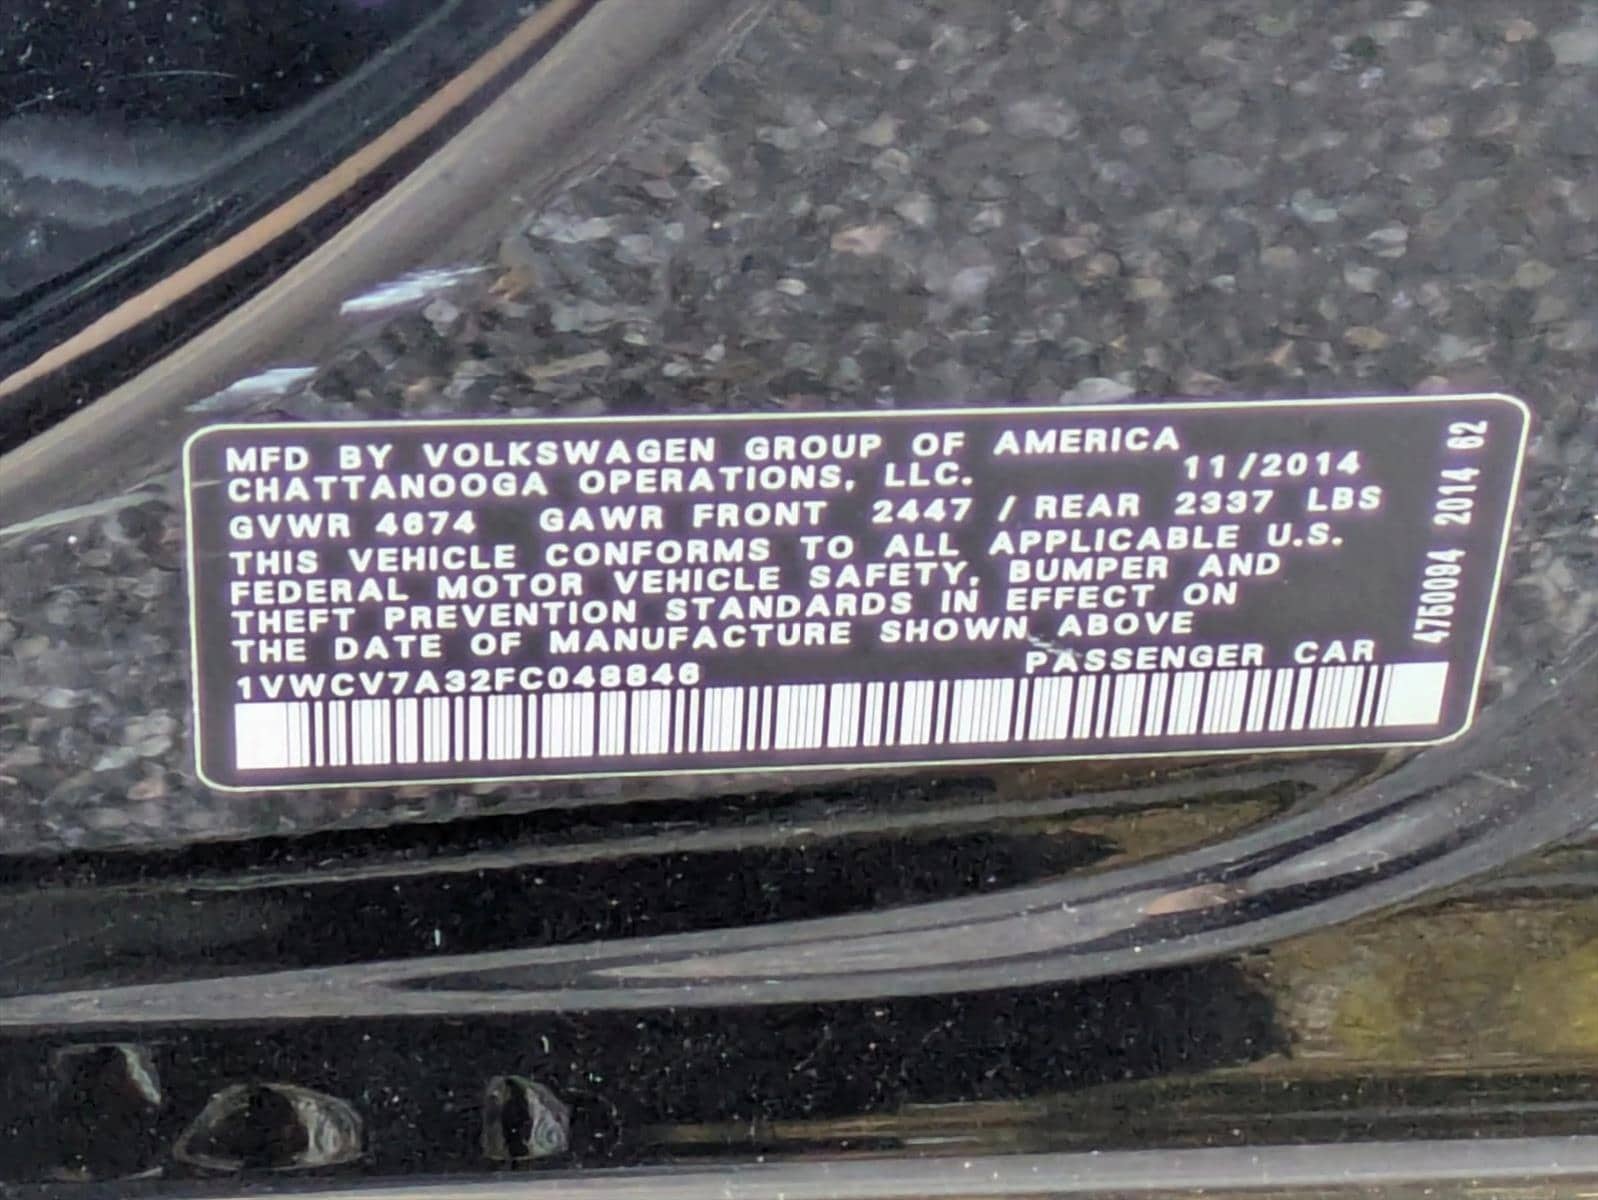 MFD BY VOLKSWAGEN GROUP OF AMERICA
CHATTANOOGA OPERATIONS, LLC. 11/2014
GVWR 4674 GAWR FRONT 2447 / REAR 2337 LBS
THIS VEHICLE CONFORMS TO ALL APPLICABLE U.S.
FEDERAL MOTOR VEHICLE SAFETY, BUMPER AND
THEFT PREVENTION STANDARDS IN EFFECT ON
THE DATE OF MANUFACTURE SHOWN ABOVE
1VWCV7A32FC048846 PASSENGER CAR
4750094 2014 62